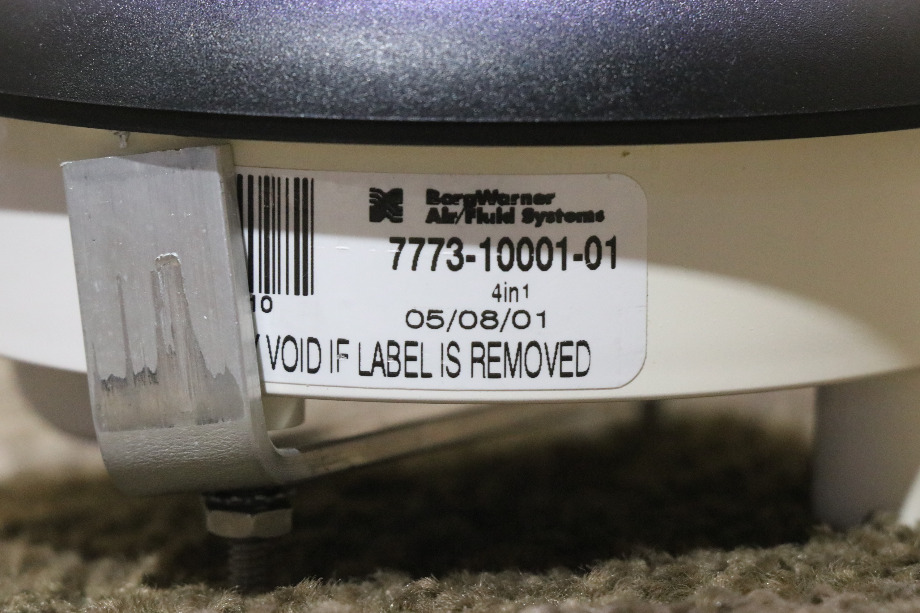 BorgWarner
Air/Fluid Systems
7773-10001-01
4in1
10
05/08/01
Y VOID IF LABEL IS REMOVED